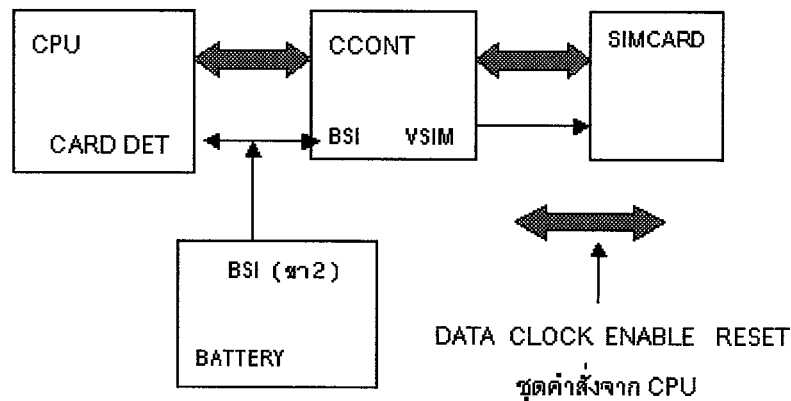 CPU
CCONT
SIMCARD
CARD DET
BSI VSIM
BSI (ขา2)
BATTERY
DATA CLOCK ENABLE RESET
ชุดคำสั่งจาก CPU